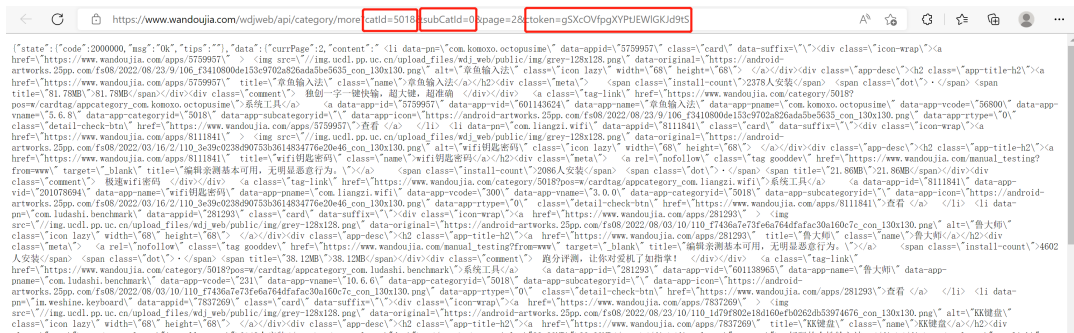 https://www.wandoujia.com/wdjweb/api/category/more?catId=5018&subCatId=0&page=2&ctoken=gSXcOVfpgXYPtJEWlGKJd9tS
{"state":{"code":2000000,"msg":"Ok","tips":""},"data":{"currPage":2,"content":" <li data-pn=\"com.komoxo.octopusime\" data-appid=\"5759957\" class=\"card\" data-suffix=\"\"><div class=\"icon-wrap\"><a
href=\"https://www.wandoujia.com/apps/5759957\" > <img src=\"//img.ucdl.pp.uc.cn/upload_files/wdj_web/public/img/grey-128x128.png\" data-original=\"https://android-
artworks.25pp.com/fs08/2022/08/23/9/106_f3410800de153c9702a826ada5be5635_con_130x130.png\" alt=\"章鱼输入法\" class=\"icon lazy\" width=\"68\" height=\"68\"> </a></div><div class=\"app-desc\"><h2 class=\"app-title-h2\"><a
href=\"https://www.wandoujia.com/apps/5759957\" title=\"章鱼输入法\" class=\"name\">章鱼输入法</a></h2><div class=\"meta\"> <span class=\"install-count\">2378人安装</span> <span class=\"dot\">・</span> <span
title=\"81.78MB\">81.78MB</span></div><div class=\"comment\"> 独创一字一键快输，超大键，超准确 </div></div> <a class=\"tag-link\" href=\"https://www.wandoujia.com/category/5018?
pos=w/cardtag/appcategory_com.komoxo.octopusime\">系统工具</a> <a data-app-id=\"5759957\" data-app-vid=\"601143624\" data-app-name=\"章鱼输入法\" data-app-pname=\"com.komoxo.octopusime\" data-app-vcode=\"56800\" data-app-
vname=\"5.6.8\" data-app-categoryid=\"5018\" data-app-subcategoryid=\"\" data-app-icon=\"https://android-artworks.25pp.com/fs08/2022/08/23/9/106_f3410800de153c9702a826ada5be5635_con_130x130.png\" data-app-rtype=\"0\"
class=\"detail-check-btn\" href=\"https://www.wandoujia.com/apps/5759957\">查看 </a> </li> <li data-pn=\"com.liangzi.wifi\" data-appid=\"8111841\" class=\"card\" data-suffix=\"\"><div class=\"icon-wrap\"><a
href=\"https://www.wandoujia.com/apps/8111841\" > <img src=\"//img.ucdl.pp.uc.cn/upload_files/wdj_web/public/img/grey-128x128.png\" data-original=\"https://android-
artworks.25pp.com/fs08/2022/03/16/2/110_3e39c0238d90753b3614834776e20e46_con_130x130.png\" alt=\"wifi钥匙密码\" class=\"icon lazy\" width=\"68\" height=\"68\"> </a></div><div class=\"app-desc\"><h2 class=\"app-title-h2\"><a
href=\"https://www.wandoujia.com/apps/8111841\" title=\"wifi钥匙密码\" class=\"name\">wifi钥匙密码</a></h2><div class=\"meta\"> <a rel=\"nofollow\" class=\"tag gooddev\" href=\"https://www.wandoujia.com/manual_testing?
from=www\" target=\"_blank\" title=\"编辑亲测基本可用，无明显恶意行为。\"></a> <span class=\"install-count\">2086人安装</span> <span class=\"dot\">・</span> <span title=\"21.86MB\">21.86MB</span></div><div
class=\"comment\"> 极速wifi密码 </div></div> <a class=\"tag-link\" href=\"https://www.wandoujia.com/category/5018?pos=w/cardtag/appcategory_com.liangzi.wifi\">系统工具</a> <a data-app-id=\"8111841\" data-app-
vid=\"201078694\" data-app-name=\"wifi钥匙密码\" data-app-pname=\"com.liangzi.wifi\" data-app-vcode=\"300\" data-app-vname=\"3.0.0\" data-app-categoryid=\"5018\" data-app-subcategoryid=\"\" data-app-icon=\"https://android-
artworks.25pp.com/fs08/2022/03/16/2/110_3e39c0238d90753b3614834776e20e46_con_130x130.png\" data-app-rtype=\"0\" class=\"detail-check-btn\" href=\"https://www.wandoujia.com/apps/8111841\">查看 </a> </li> <li data-
pn=\"com.ludashi.benchmark\" data-appid=\"281293\" class=\"card\" data-suffix=\"\"><div class=\"icon-wrap\"><a href=\"https://www.wandoujia.com/apps/281293\" > <img
src=\"//img.ucdl.pp.uc.cn/upload_files/wdj_web/public/img/grey-128x128.png\" data-original=\"https://android-artworks.25pp.com/fs08/2022/08/03/10/110_f7436a7e73fe6a764dfafac30a160c7c_con_130x130.png\" alt=\"鲁大师\"
class=\"icon lazy\" width=\"68\" height=\"68\"> </a></div><div class=\"app-desc\"><h2 class=\"app-title-h2\"><a href=\"https://www.wandoujia.com/apps/281293\" title=\"鲁大师\" class=\"name\">鲁大师</a></h2><div
class=\"meta\"> <a rel=\"nofollow\" class=\"tag gooddev\" href=\"https://www.wandoujia.com/manual_testing?from=www\" target=\"_blank\" title=\"编辑亲测基本可用，无明显恶意行为。\"></a> <span class=\"install-count\">4602
人安装</span> <span class=\"dot\">・</span> <span title=\"38.12MB\">38.12MB</span></div><div class=\"comment\"> 跑分评测，让你对爱机了如指掌！ </div></div> <a class=\"tag-link\"
href=\"https://www.wandoujia.com/category/5018?pos=w/cardtag/appcategory_com.ludashi.benchmark\">系统工具</a> <a data-app-id=\"281293\" data-app-vid=\"601138965\" data-app-name=\"鲁大师\" data-app-
pname=\"com.ludashi.benchmark\" data-app-vcode=\"231\" data-app-vname=\"10.6.6\" data-app-categoryid=\"5018\" data-app-subcategoryid=\"\" data-app-icon=\"https://android-
artworks.25pp.com/fs08/2022/08/03/10/110_f7436a7e73fe6a764dfafac30a160c7c_con_130x130.png\" data-app-rtype=\"0\" class=\"detail-check-btn\" href=\"https://www.wandoujia.com/apps/281293\">查看 </a> </li> <li data-
pn=\"im.weshine.keyboard\" data-appid=\"7837269\" class=\"card\" data-suffix=\"\"><div class=\"icon-wrap\"><a href=\"https://www.wandoujia.com/apps/7837269\" > <img
src=\"//img.ucdl.pp.uc.cn/upload_files/wdj_web/public/img/grey-128x128.png\" data-original=\"https://android-artworks.25pp.com/fs08/2022/08/26/10/110_1d79f802e18d160efb0262db53974676_con_130x130.png\" alt=\"KK键盘\"
class=\"icon lazy\" width=\"68\" height=\"68\"> </a></div><div class=\"app-desc\"><h2 class=\"app-title-h2\"><a href=\"https://www.wandoujia.com/apps/7837269\" title=\"KK键盘\" class=\"name\">KK键盘</a></h2><div